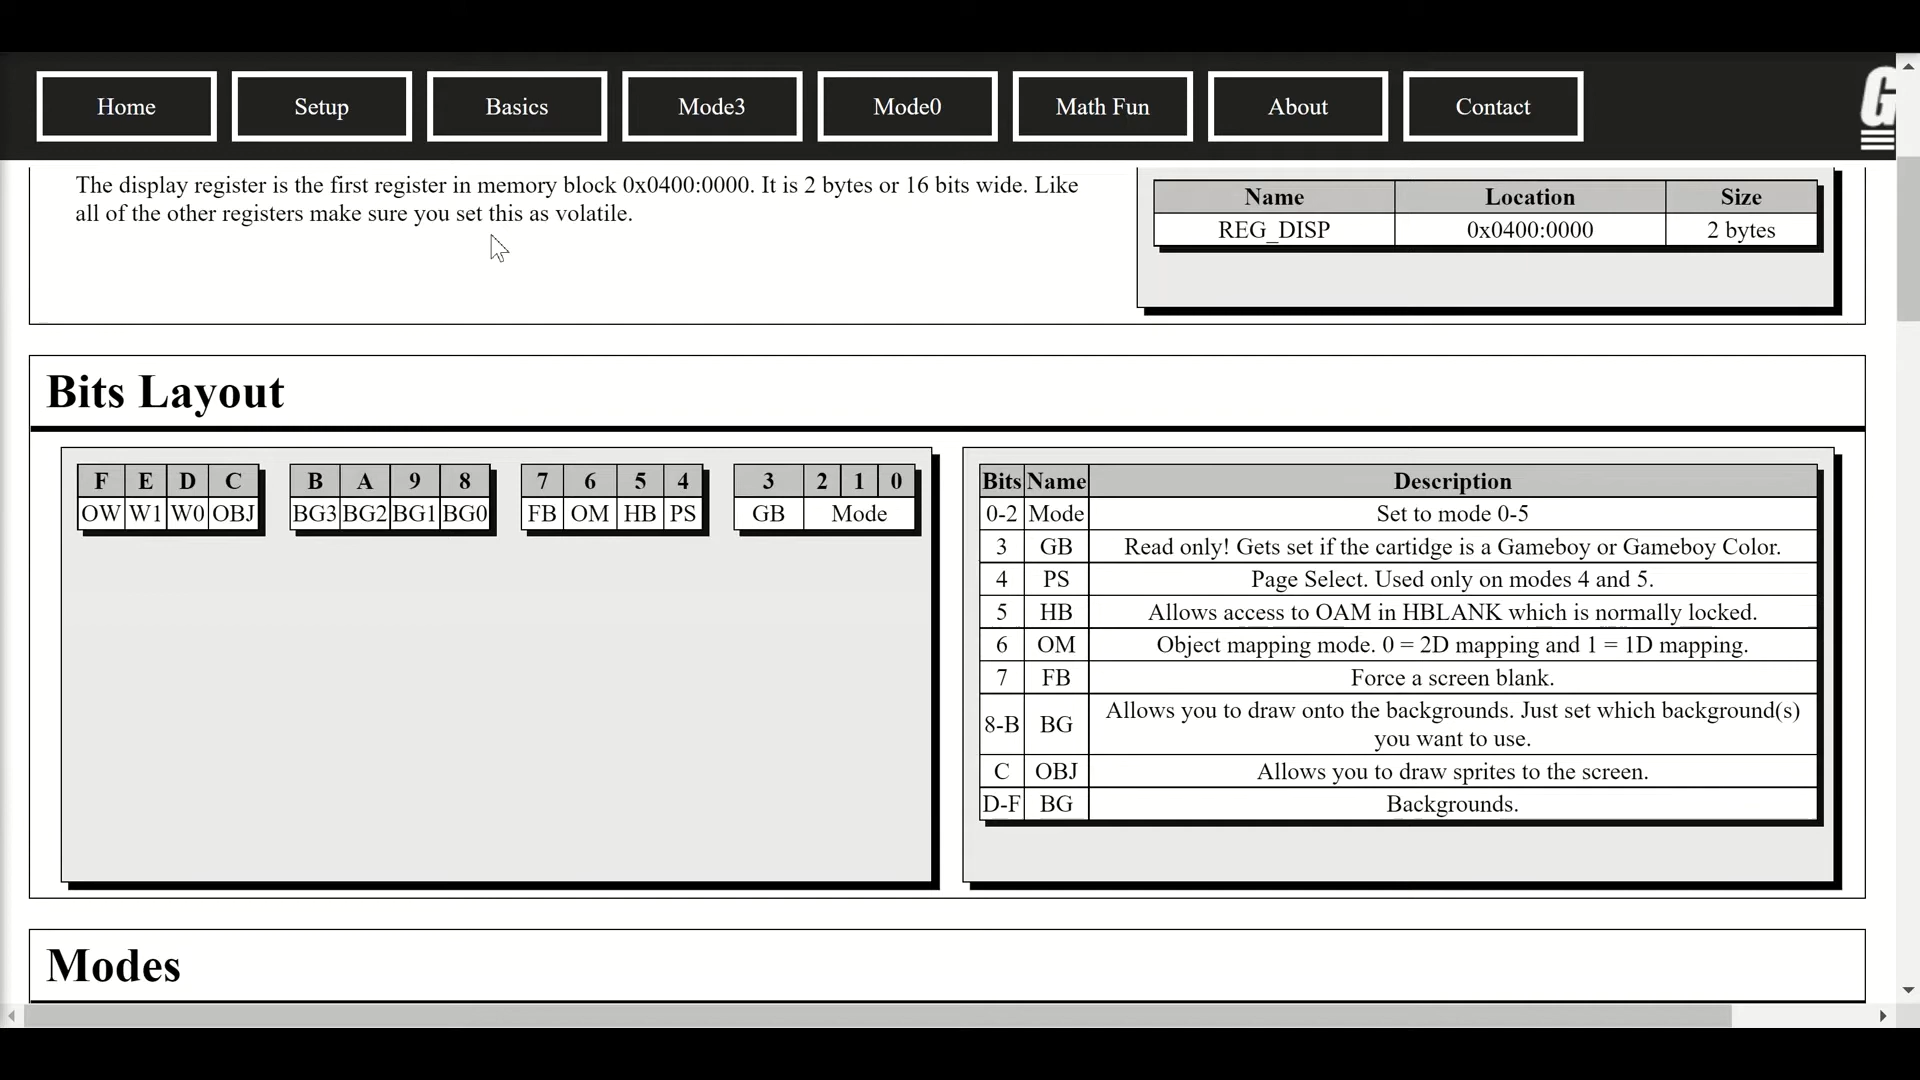 Home Setup Basics Mode3 Mode0 Math Fun About Contact
G
The display register is the first register in memory block 0x0400:0000. It is 2 bytes or 16 bits wide. Like
all of the other registers make sure you set this as volatile.
Name Location Size
REG_DISP 0x0400:0000 2 bytes
Bits Layout
F E D C B A 9 8 7 6 5 4 3 2 1 0
OW W1 W0 OBJ BG3 BG2 BG1 BG0 FB OM HB PS GB Mode
Bits Name Description
0-2 Mode Set to mode 0-5
3 GB Read only! Gets set if the cartidge is a Gameboy or Gameboy Color.
4 PS Page Select. Used only on modes 4 and 5.
5 HB Allows access to OAM in HBLANK which is normally locked.
6 OM Object mapping mode. 0 = 2D mapping and 1 = 1D mapping.
7 FB Force a screen blank.
8-B BG Allows you to draw onto the backgrounds. Just set which background(s)
you want to use.
C OBJ Allows you to draw sprites to the screen.
D-F BG Backgrounds.
Modes